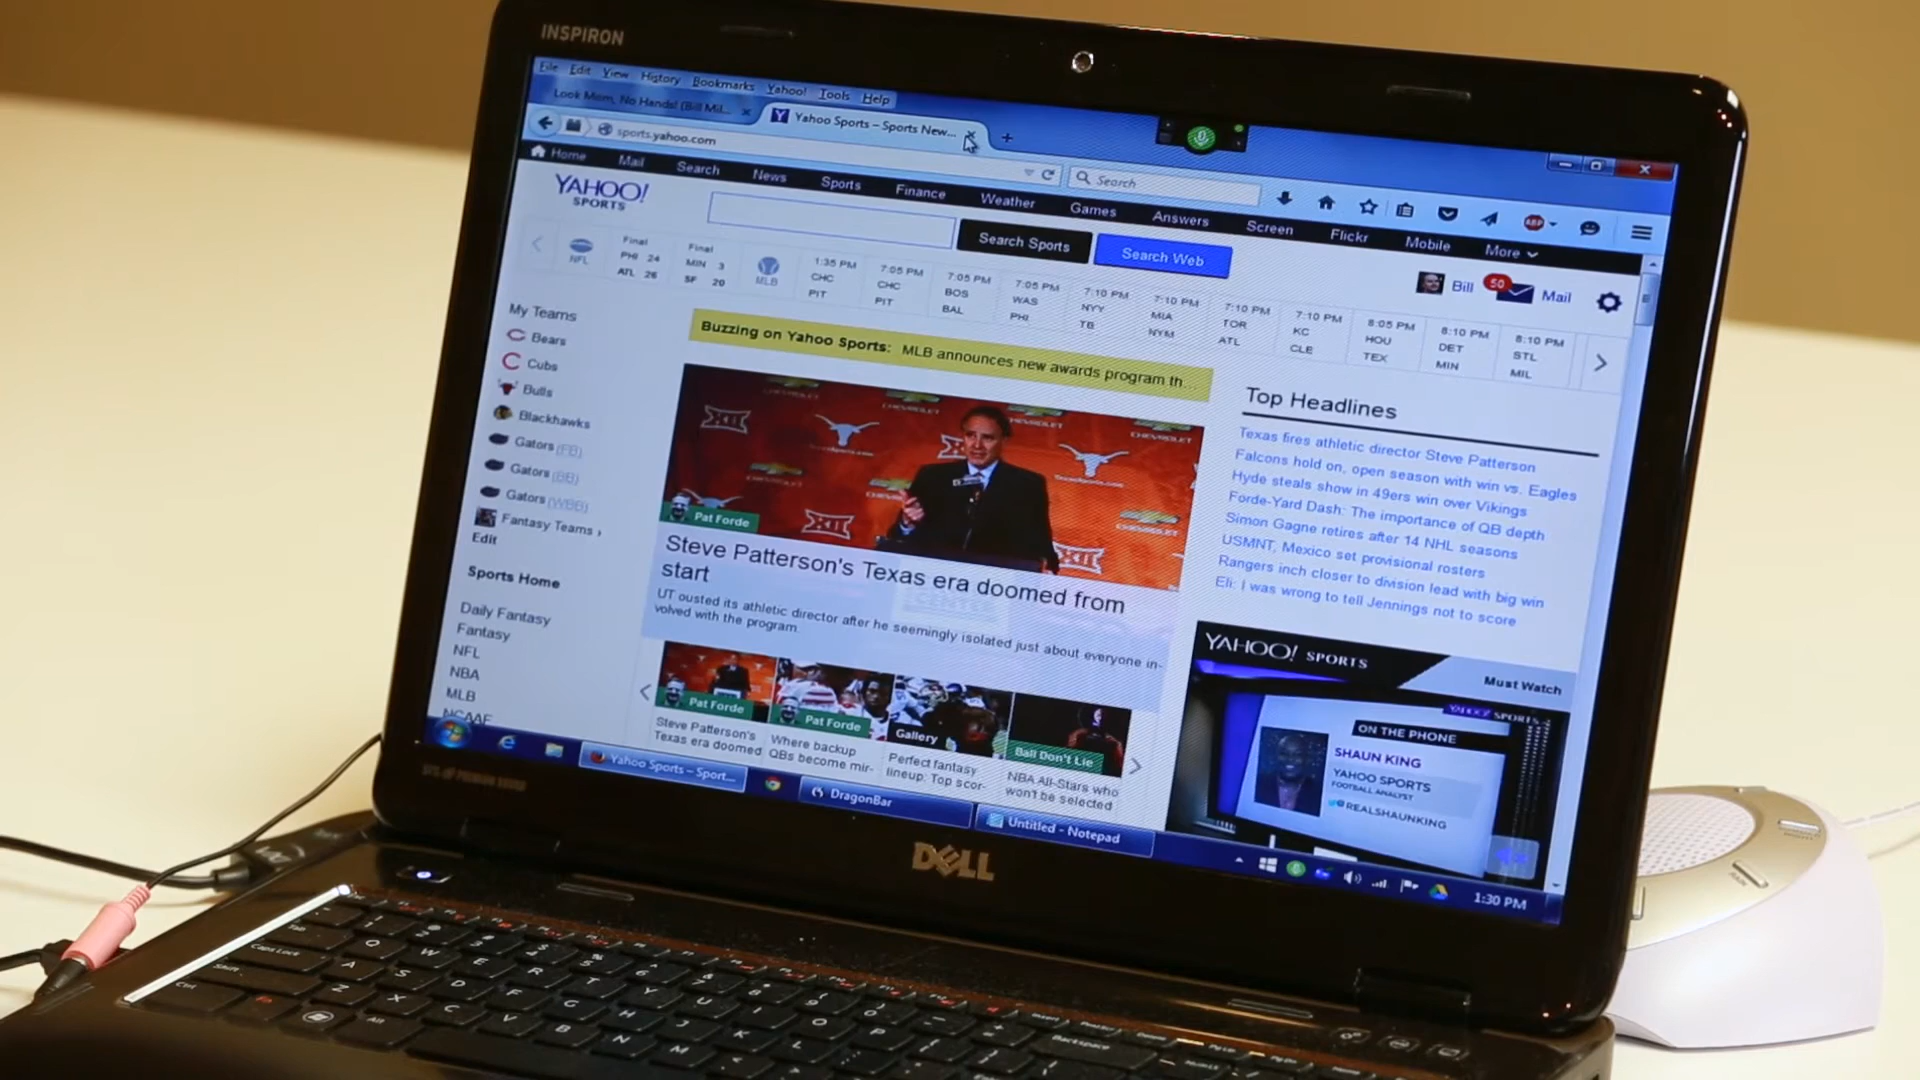 INSPIRON
File Edit View History Bookmarks Yahoo! Tools Help
Look Mom, No Hands! (Bill Mil...
Yahoo Sports – Sports New...
sports.yahoo.com
Search
Home Mail Search News Sports Finance Weather Games Answers Screen Flickr Mobile More
YAHOO!
SPORTS
Search Sports
Search Web
Bill
50
Mail
NFL
Final
PHI 24
ATL 26
Final
MIN 3
SF 20
MLB
1:35 PM
CHC
PIT
7:05 PM
CHC
PIT
7:05 PM
BOS
BAL
7:05 PM
WAS
PHI
7:10 PM
NYY
TB
7:10 PM
MIA
NYM
7:10 PM
TOR
ATL
7:10 PM
KC
CLE
8:05 PM
HOU
TEX
8:10 PM
DET
MIN
8:10 PM
STL
MIL
My Teams
Bears
Cubs
Bulls
Blackhawks
Gators (FB)
Gators (BB)
Gators (WBB)
Fantasy Teams ›
Edit
Sports Home
Daily Fantasy
Fantasy
NFL
NBA
MLB
NCAAF
Buzzing on Yahoo Sports: MLB announces new awards program th...
CHEVROLET
Pat Forde
Steve Patterson's Texas era doomed from
start
UT ousted its athletic director after he seemingly isolated just about everyone in-
volved with the program.
Pat Forde
Steve Patterson's
Texas era doomed
Pat Forde
Where backup
QBs become mir-
Gallery
Perfect fantasy
lineup: Top scor-
Ball Don't Lie
NBA All-Stars who
won't be selected
Top Headlines
Texas fires athletic director Steve Patterson
Falcons hold on, open season with win vs. Eagles
Hyde steals show in 49ers win over Vikings
Forde-Yard Dash: The importance of QB depth
Simon Gagne retires after 14 NHL seasons
USMNT, Mexico set provisional rosters
Rangers inch closer to division lead with big win
Eli: I was wrong to tell Jennings not to score
YAHOO! SPORTS
Must Watch
YAHOO! SPORTS
ON THE PHONE
SHAUN KING
YAHOO SPORTS
FOOTBALL ANALYST
@REALSHAUNKING
Yahoo Sports – Sport...
DragonBar
Untitled - Notepad
1:30 PM
DELL
Tab Q W E R T Y U I O P
Caps Lock A S D F G H J K L
Shift Z X C V B N M
Ctrl Fn Alt
Backspace